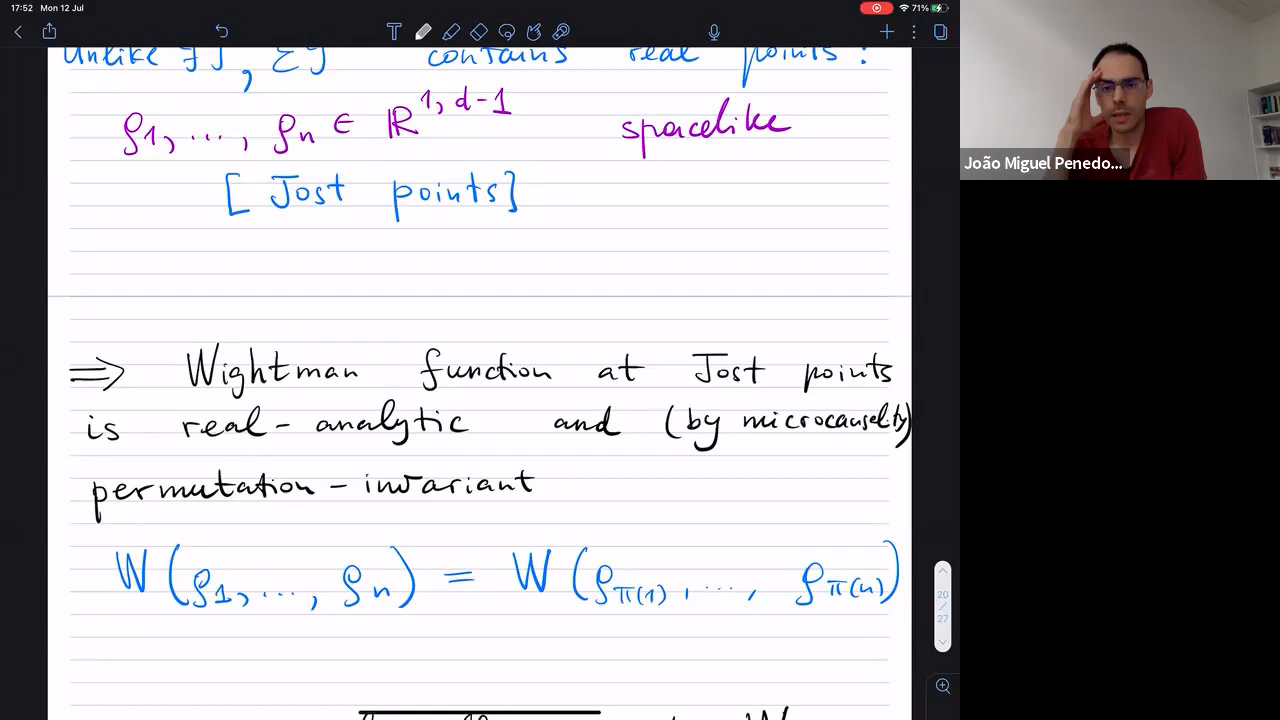 17:52 Mon 12 Jul
71%
Unlike FJ, ΣJ contains real points:
ρ1, ..., ρn ∈ ℝ^{1, d-1} spacelike
[Jost points]
⇒ Wightman function at Jost points
is real-analytic and (by microcausality)
permutation-invariant
W(ρ1, ..., ρn) = W(ρπ(1), ..., ρπ(n))
20
/
27
João Miguel Penedo...